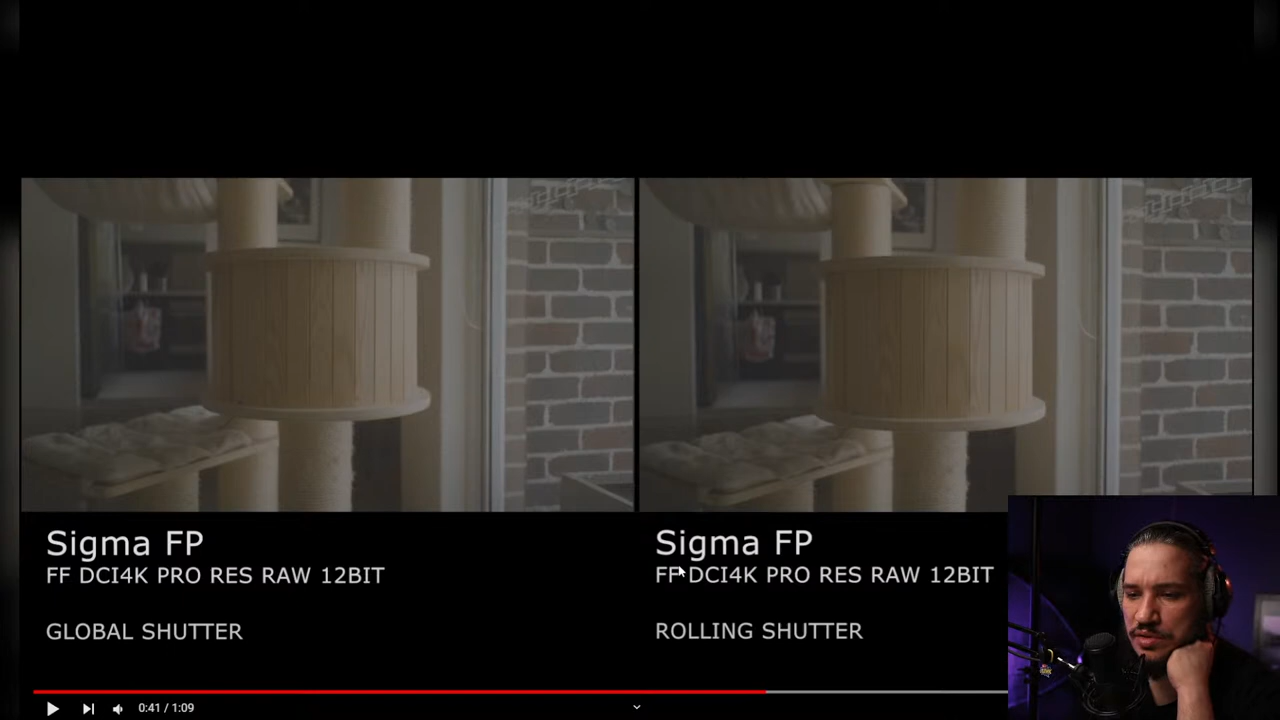 Sigma FP
FF DCI4K PRO RES RAW 12BIT
GLOBAL SHUTTER
Sigma FP
FF DCI4K PRO RES RAW 12BIT
ROLLING SHUTTER
0:41 / 1:09